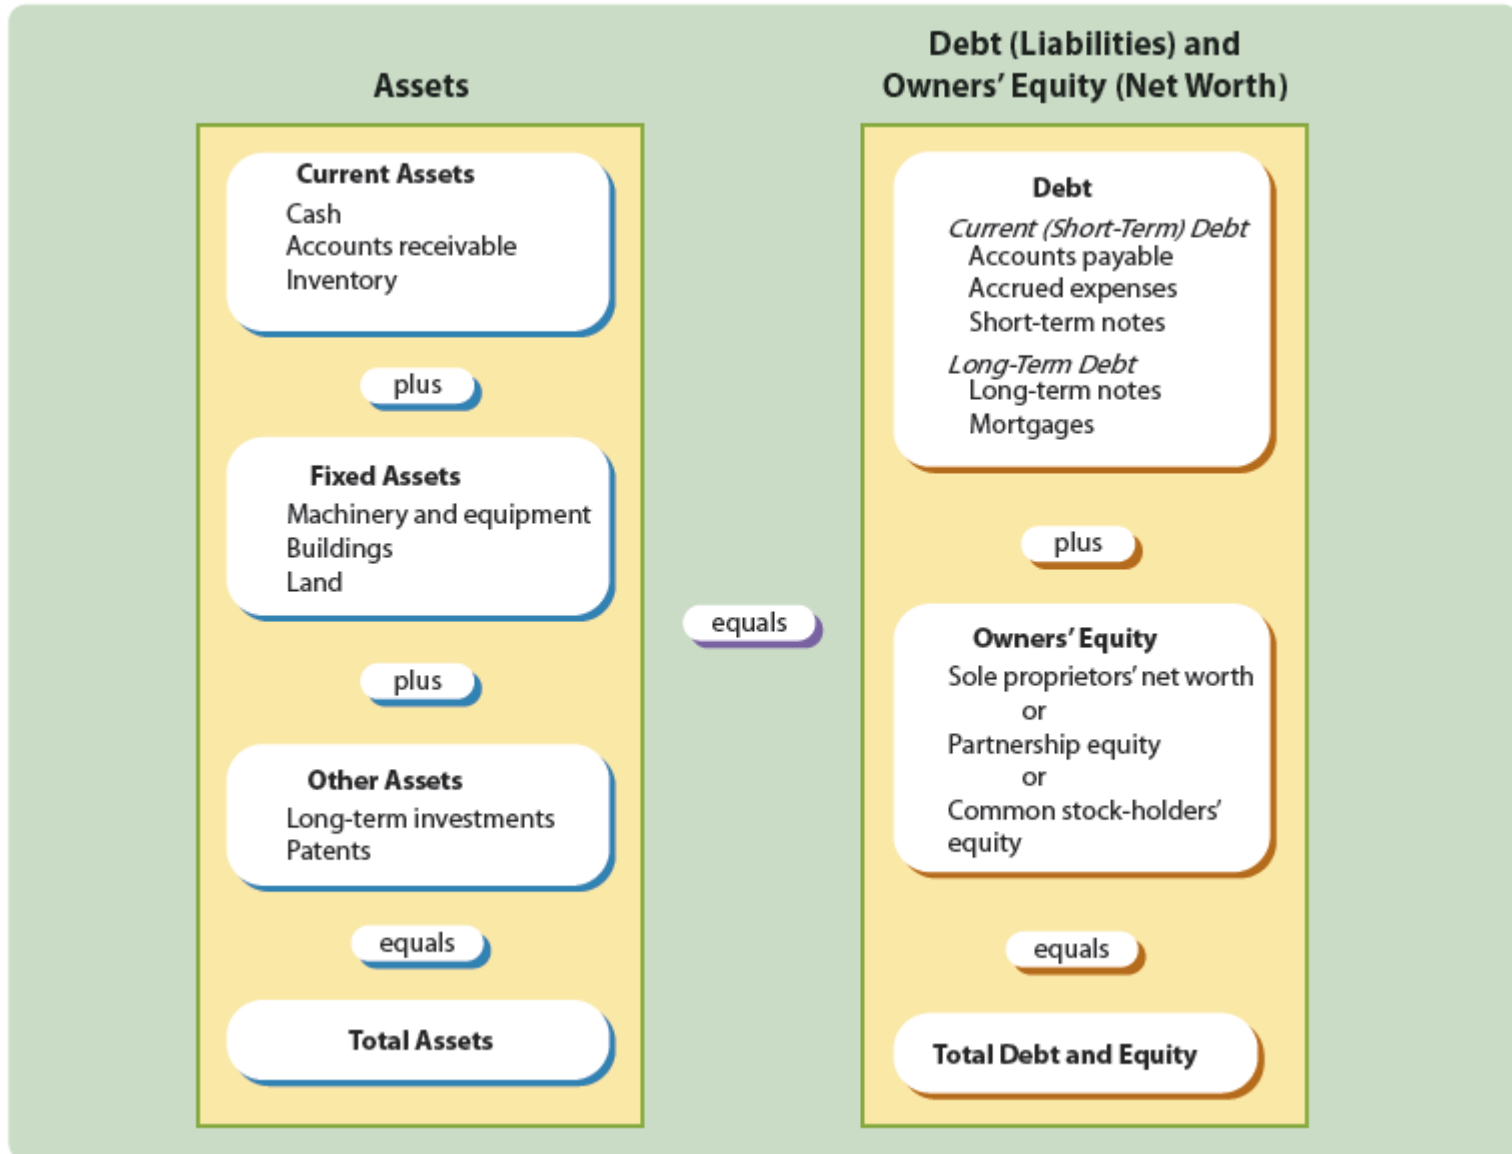 Assets
Current Assets
Cash
Accounts receivable
Inventory
plus
Fixed Assets
Machinery and equipment
Buildings
Land
plus
Other Assets
Long-term investments
Patents
equals
Total Assets
equals
Debt (Liabilities) and
Owners’ Equity (Net Worth)
Debt
Current (Short-Term) Debt
Accounts payable
Accrued expenses
Short-term notes
Long-Term Debt
Long-term notes
Mortgages
plus
Owners’ Equity
Sole proprietors’ net worth
or
Partnership equity
or
Common stock-holders’
equity
equals
Total Debt and Equity